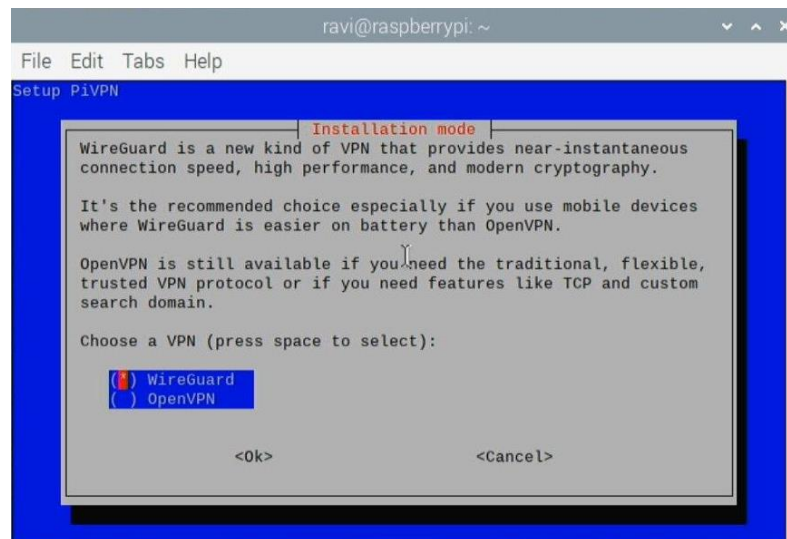 ravi@raspberrypi: ~
File Edit Tabs Help
Setup PiVPN
Installation mode
WireGuard is a new kind of VPN that provides near-instantaneous
connection speed, high performance, and modern cryptography.
It's the recommended choice especially if you use mobile devices
where WireGuard is easier on battery than OpenVPN.
OpenVPN is still available if you need the traditional, flexible,
trusted VPN protocol or if you need features like TCP and custom
search domain.
Choose a VPN (press space to select):
(*) WireGuard
( ) OpenVPN
<Ok> <Cancel>